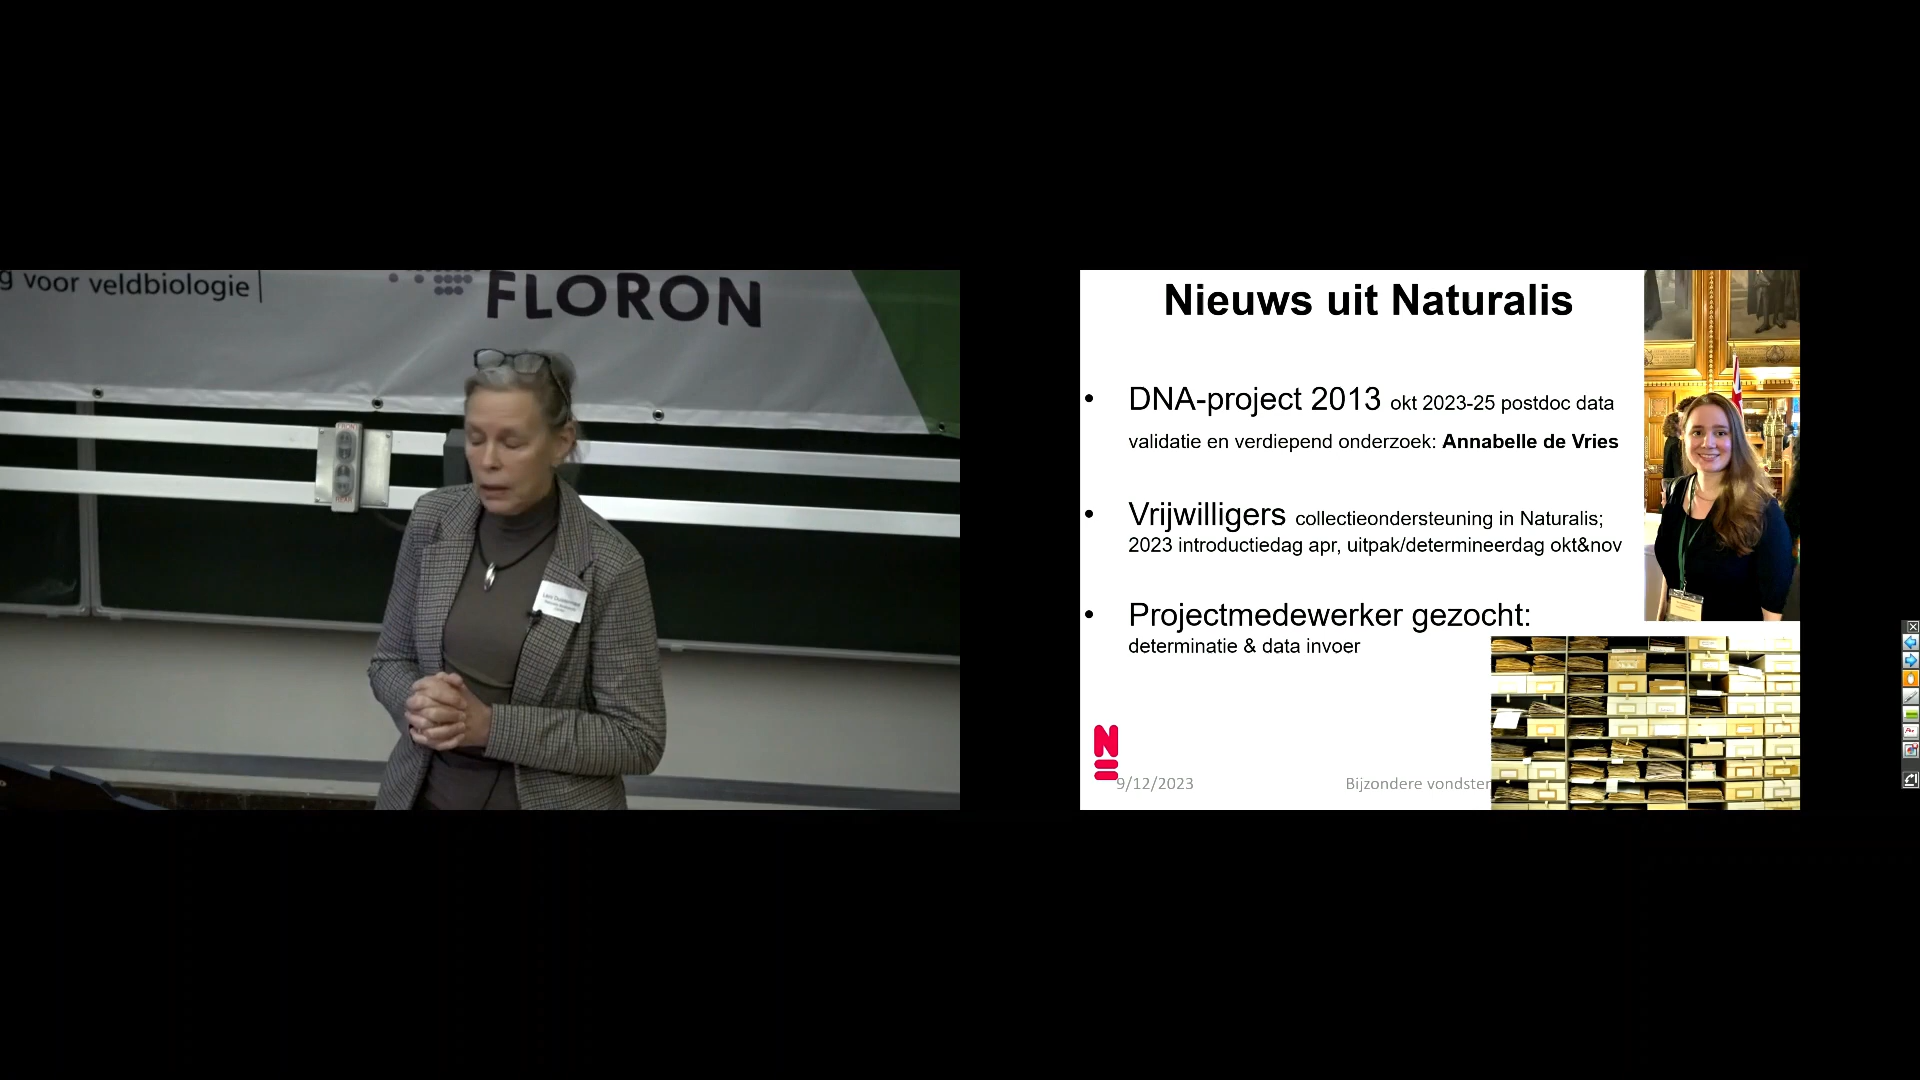 g voor veldbiologie
FLORON
Nieuws uit Naturalis
• DNA-project 2013 okt 2023-25 postdoc data
validatie en verdiepend onderzoek: Annabelle de Vries
• Vrijwilligers collectieondersteuning in Naturalis;
2023 introductiedag apr, uitpak/determineerdag okt&nov
• Projectmedewerker gezocht:
determinatie & data invoer
9/12/2023
Bijzondere vondsten